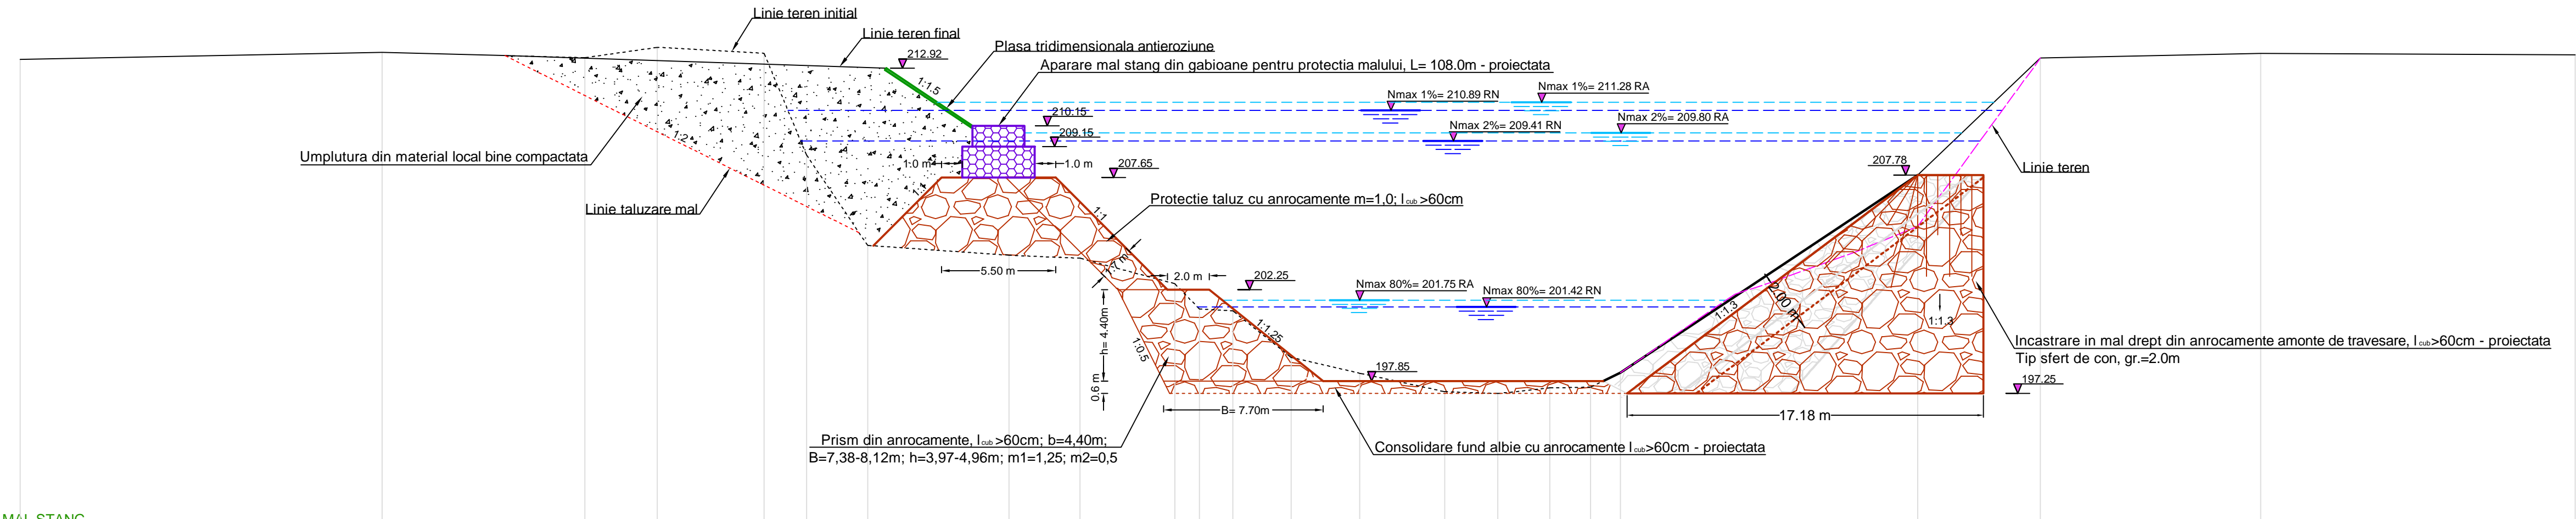 Linie teren initial
Linie teren final
212.92
Plasa tridimensionala antieroziune
Aparare mal stang din gabioane pentru protectia malului, L= 108.0m - proiectata
1:1.5
Nmax 1%= 210.89 RN
Nmax 1%= 211.28 RA
210.15
209.15
Nmax 2%= 209.41 RN
Nmax 2%= 209.80 RA
1:2
Umplutura din material local bine compactata
1.0 m
1.0 m
207.65
207.78
Linie teren
Linie taluzare mal
Protectie taluz cu anrocamente m=1,0; l cub >60cm
1:1
1.7 m
5.50 m
2.0 m
202.25
Nmax 80%= 201.75 RA
Nmax 80%= 201.42 RN
h= 4.40m
1:0.5
1:1.25
1:1.3
2.00 m
1:1.3
Incastrare in mal drept din anrocamente amonte de travesare, l cub>60cm - proiectata
Tip sfert de con, gr.=2.0m
197.85
197.25
0.6 m
B= 7.70m
17.18 m
Prism din anrocamente, l cub >60cm; b=4,40m;
B=7,38-8,12m; h=3,97-4,96m; m1=1,25; m2=0,5
Consolidare fund albie cu anrocamente l cub>60cm - proiectata
MAL STANG